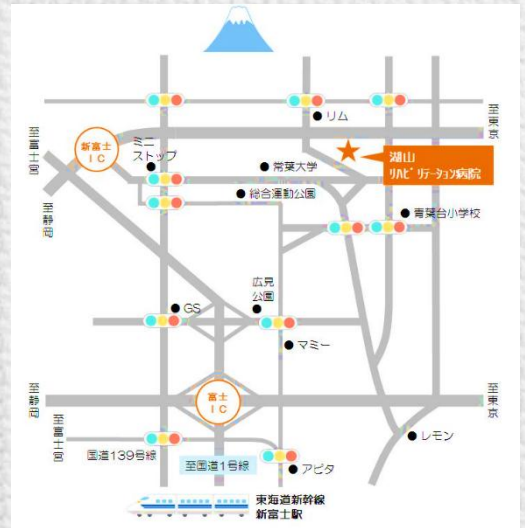 リム
至東京
至富士宮
新富士
IC
ミニ
ストップ
常葉大学
湖山
リハビリテーション病院
総合運動公園
至静岡
青葉台小学校
広見
公園
GS
マミー
至静岡
富士
IC
至東京
至富士宮
レモン
国道139号線
至国道1号線
アピタ
東海道新幹線
新富士駅